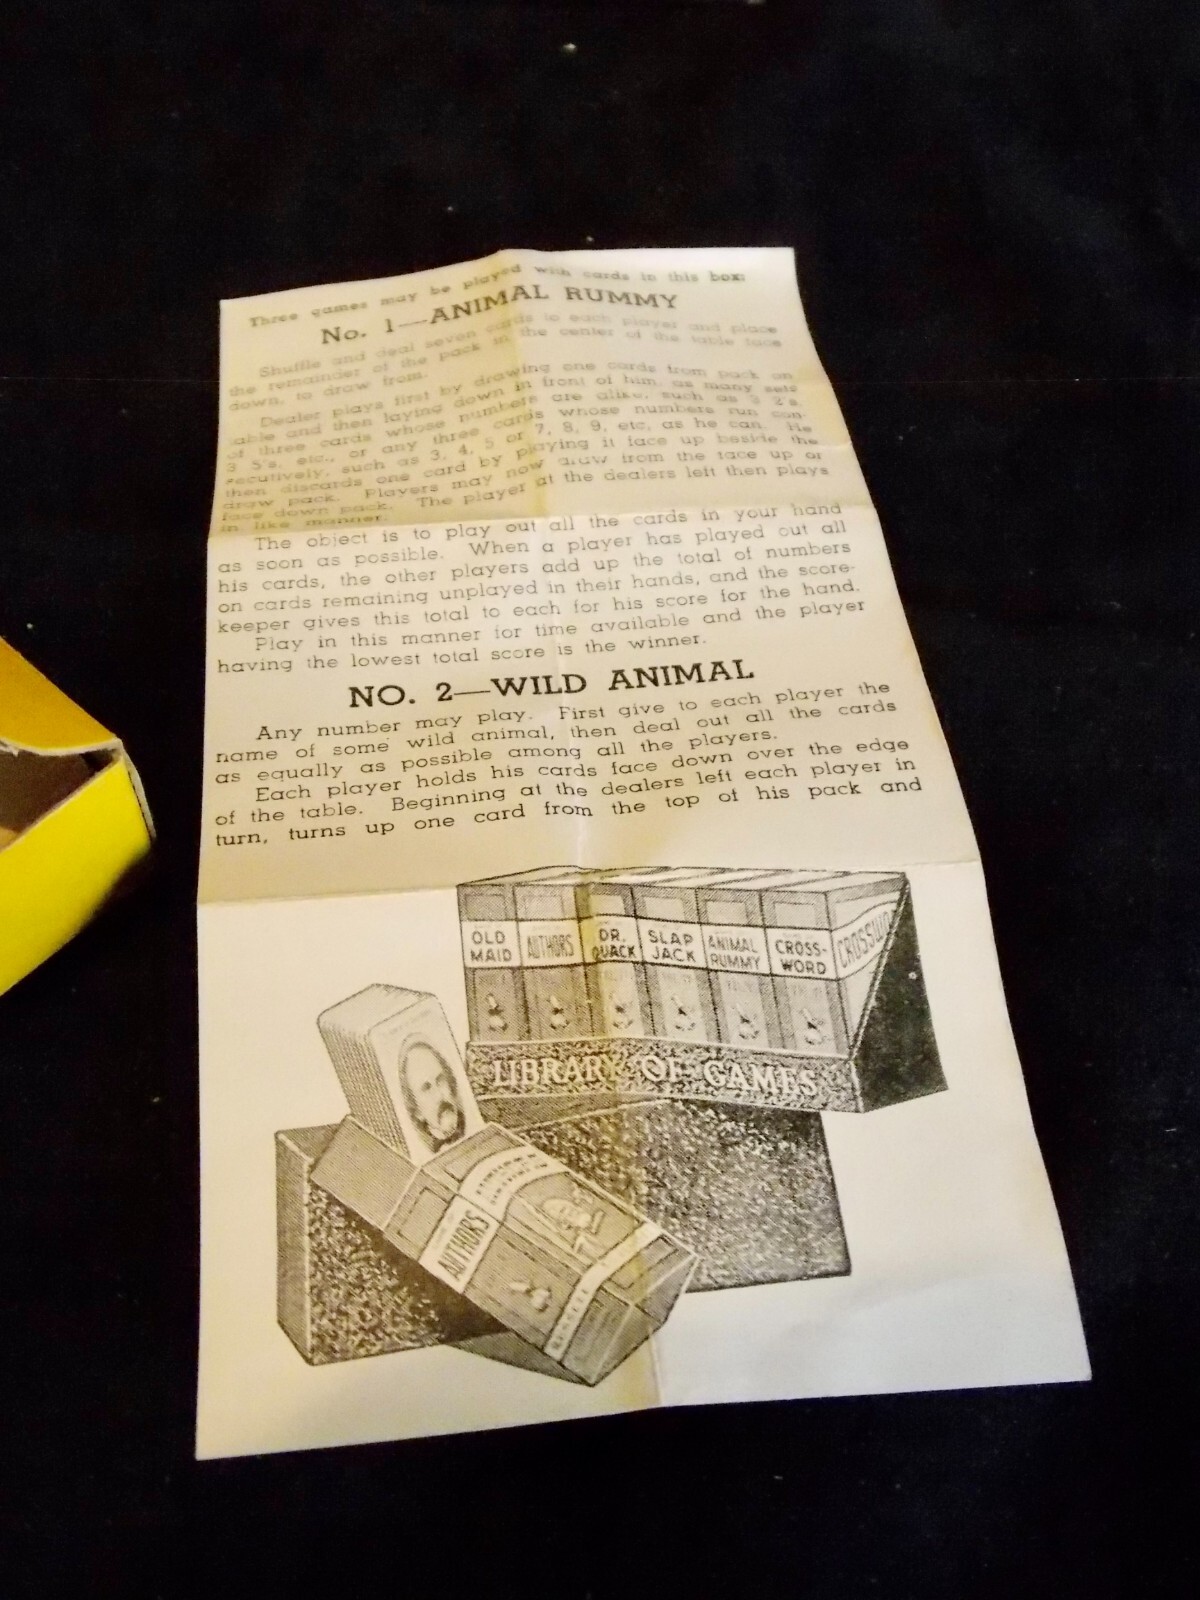 Three games may be played with cards in this box:
No. 1—ANIMAL RUMMY
Shuffle and deal seven cards to each player and place
the remainder of the pack in the center of the table face
down, to draw from.
Dealer plays first by drawing one cards from pack on
table and then laying down in front of him, as many sets
of three cards whose numbers are alike, such as 3 2's,
3 5's, etc., or any three cards whose numbers run con-
secutively, such as 3, 4, 5 or 7, 8, 9, etc, as he can. He
then discards one card by playing it face up beside the
draw pack. Players may now draw from the face up or
face down pack. The player at the dealers left then plays
in like manner.
The object is to play out all the cards in your hand
as soon as possible. When a player has played out all
his cards, the other players add up the total of numbers
on cards remaining unplayed in their hands, and the score-
keeper gives this total to each for his score for the hand.
Play in this manner for time available and the player
having the lowest total score is the winner.
NO. 2—WILD ANIMAL
Any number may play. First give to each player the
name of some wild animal, then deal out all the cards
as equally as possible among all the players.
Each player holds his cards face down over the edge
of the table. Beginning at the dealers left each player in
turn, turns up one card from the top of his pack and
OLD MAID
AUTHORS
DR. QUACK
SLAP JACK
ANIMAL RUMMY
CROSS-WORD
CROSSWO
LIBRARY OF GAMES
AUTHORS